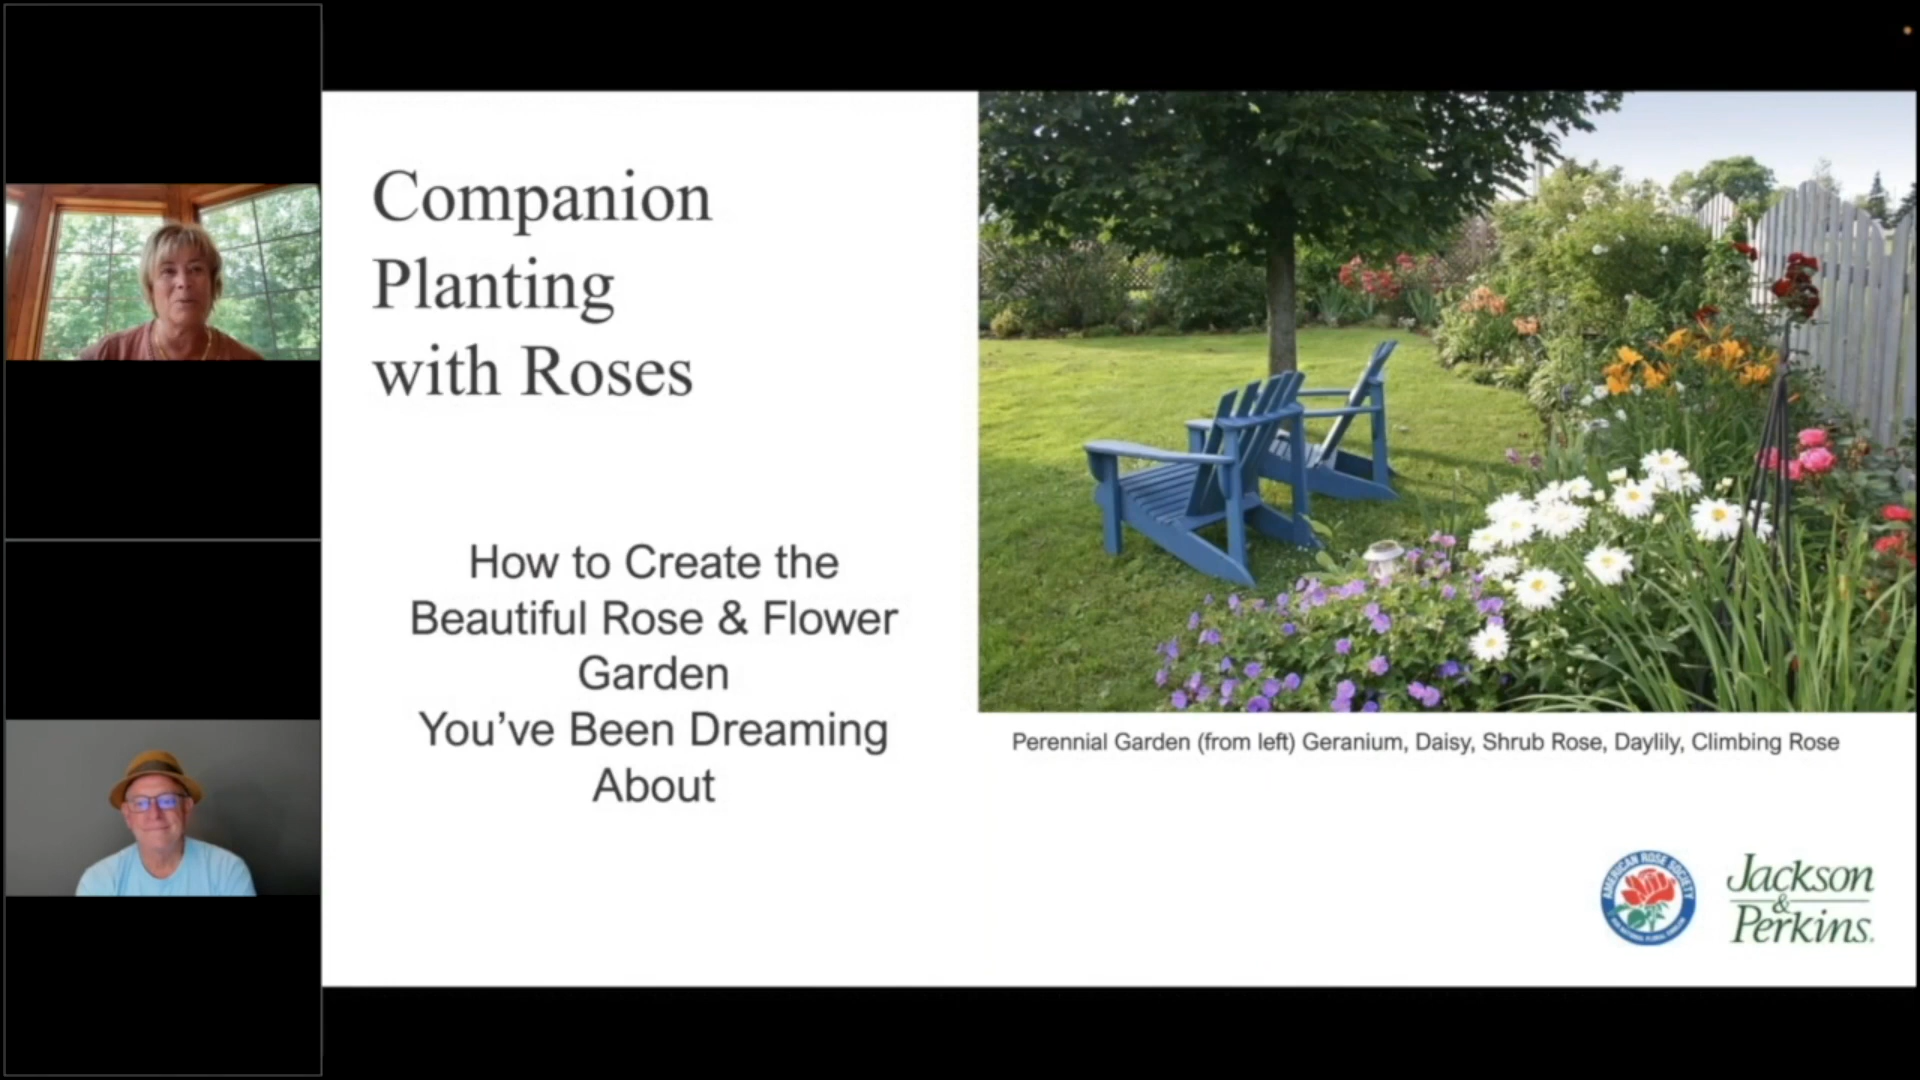 Companion
Planting
with Roses
How to Create the
Beautiful Rose & Flower
Garden
You've Been Dreaming
About
Perennial Garden (from left) Geranium, Daisy, Shrub Rose, Daylily, Climbing Rose
AMERICAN ROSE SOCIETY
Jackson
&
Perkins.